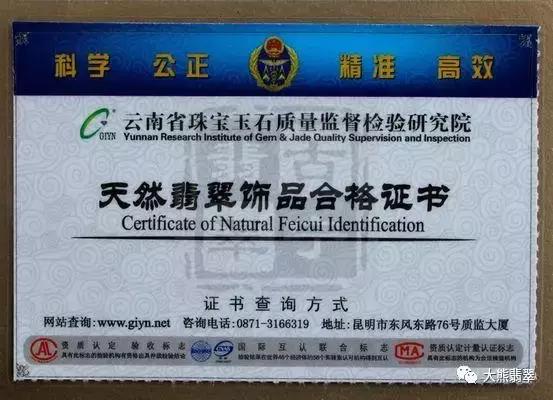 科学 公正 精准 高效
GIYN
云南省珠宝玉石质量监督检验研究院
Yunnan Research Institute of Gem & Jade Quality Supervision and Inspection
天然翡翠饰品合格证书
Certificate of Natural Feicui Identification
证书查询方式
网站查询:www.giyn.net 咨询电话:0871-3166319 地址:昆明市东风东路76号质监大厦
资质认定 验收标志 国际互认联合标志 资质认定计量认证标志
MA
大熊翡翠